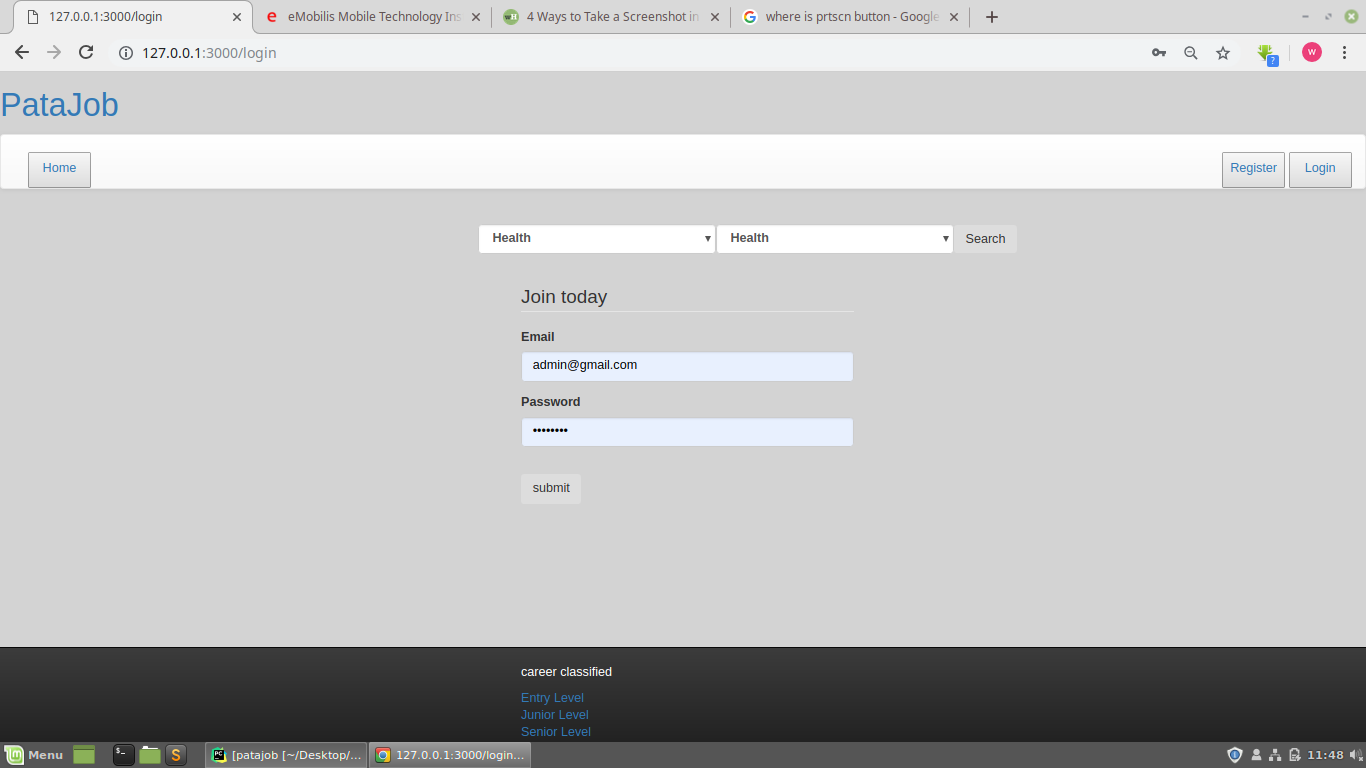 127.0.0.1:3000/login
eMobilis Mobile Technology Ins
4 Ways to Take a Screenshot in
where is prtscn button - Google
127.0.0.1:3000/login
w
?
PataJob
Home
Register
Login
Health
Health
Search
Join today
Email
admin@gmail.com
Password
••••••••
submit
career classified
Entry Level
Junior Level
Senior Level
Menu
[patajob [~/Desktop/...
127.0.0.1:3000/login...
11:48